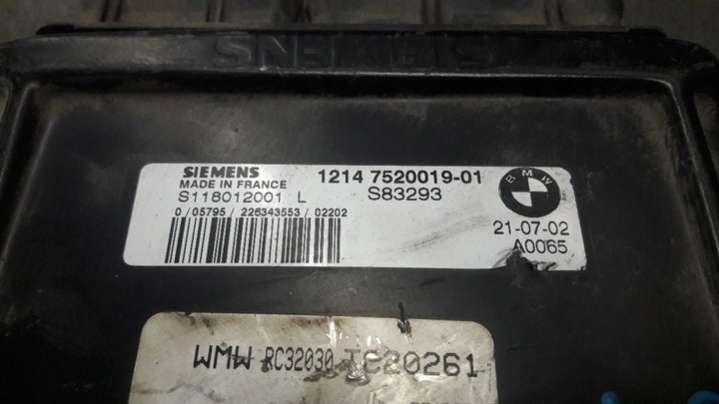 SIEMENS
SIEMENS
MADE IN FRANCE
S118012001 L
0 / 05795 / 226343553 / 02202
1214 7520019-01
S83293
BMW
21-07-02
A0065
WMW RC32030 TC20261